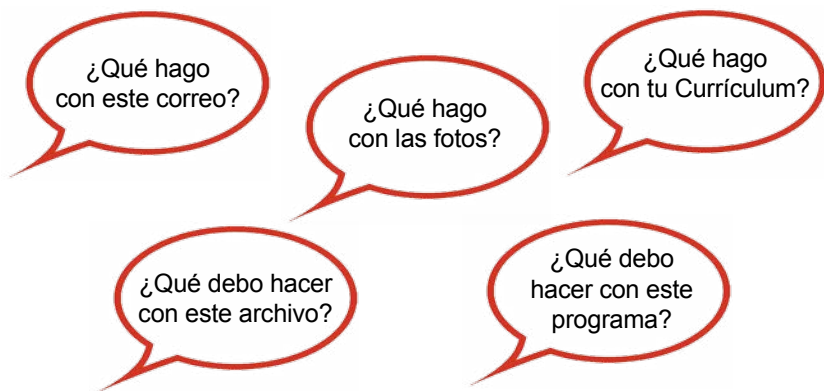 ¿Qué hago
con este correo?
¿Qué hago
con las fotos?
¿Qué hago
con tu Currículum?
¿Qué debo hacer
con este archivo?
¿Qué debo
hacer con este
programa?